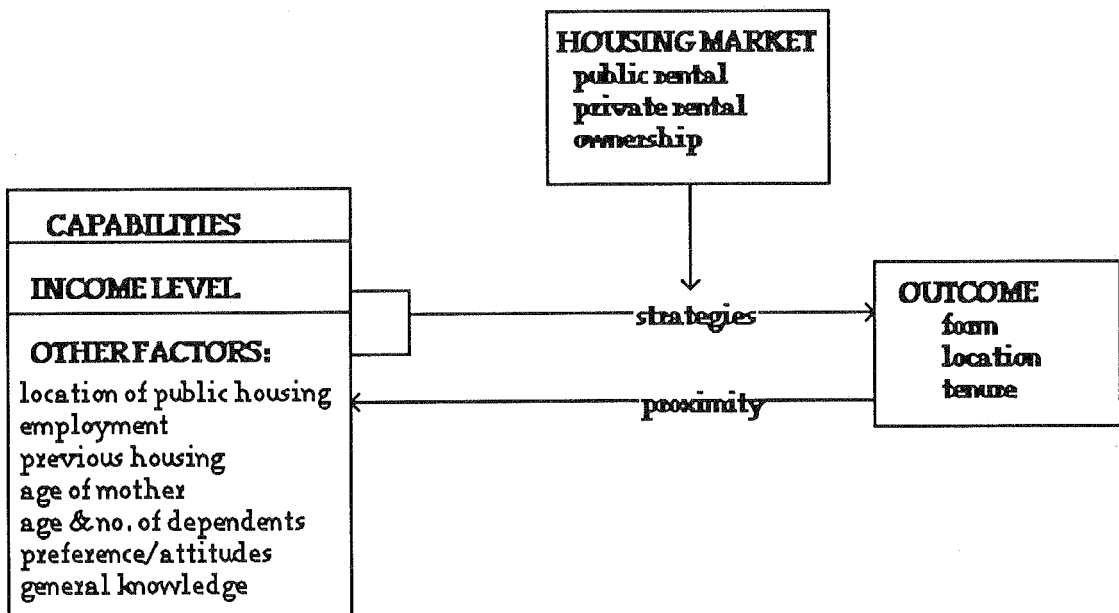 HOUSING MARKET
public rental
private rental
ownership
CAPABILITIES
INCOME LEVEL
OTHER FACTORS:
location of public housing
employment
previous housing
age of mother
age & no. of dependents
preference/attitudes
general knowledge
strategies
proximity
OUTCOME
form
location
tenure